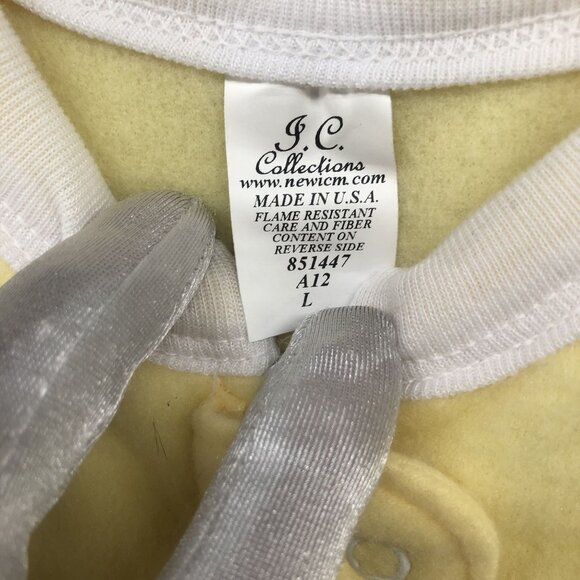 I.C.
Collections
www.newicm.com
MADE IN U.S.A.
FLAME RESISTANT
CARE AND FIBER
CONTENT ON
REVERSE SIDE
851447
A12
L